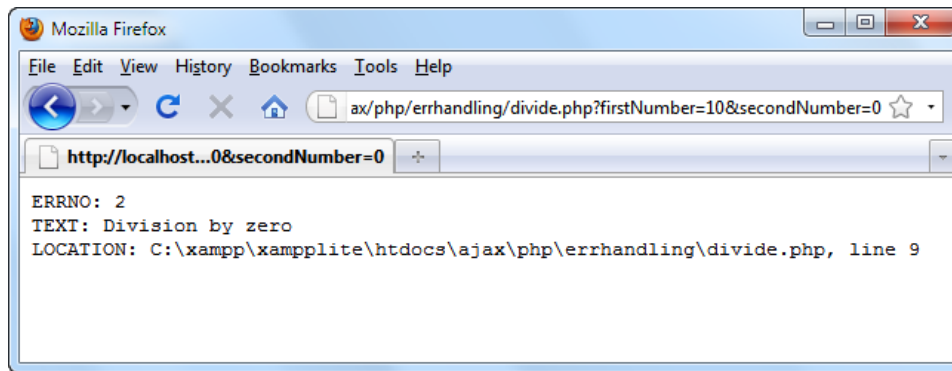 Mozilla Firefox
File Edit View History Bookmarks Tools Help
ax/php/errhandling/divide.php?firstNumber=10&secondNumber=0
http://localhost...0&secondNumber=0
ERRNO: 2
TEXT: Division by zero
LOCATION: C:\xampp\xampplite\htdocs\ajax\php\errhandling\divide.php, line 9